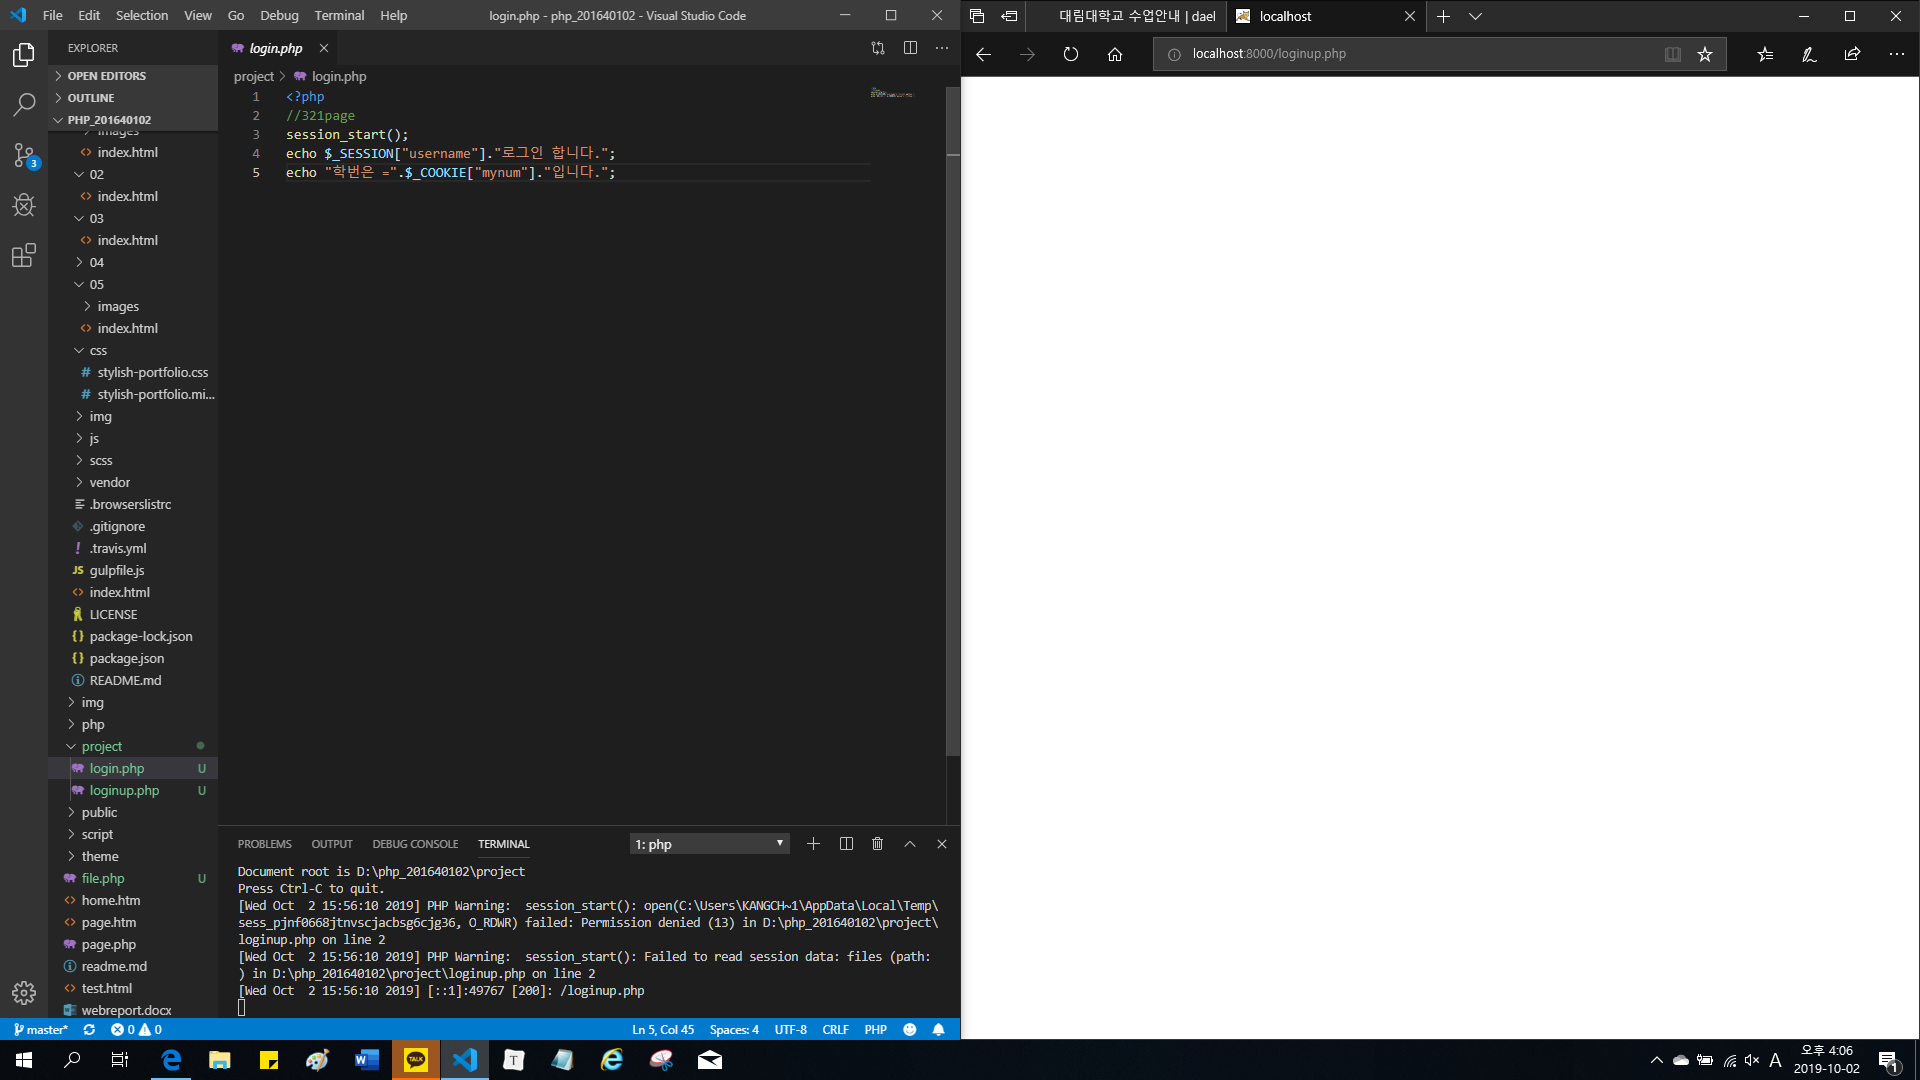 File Edit Selection View Go Debug Terminal Help
login.php - php_201640102 - Visual Studio Code
EXPLORER
OPEN EDITORS
OUTLINE
PHP_201640102
images
index.html
02
index.html
03
index.html
04
05
images
index.html
css
stylish-portfolio.css
stylish-portfolio.mi...
img
js
scss
vendor
.browserslistrc
.gitignore
.travis.yml
JS gulpfile.js
index.html
LICENSE
package-lock.json
package.json
README.md
img
php
project
login.php U
loginup.php U
public
script
theme
file.php U
home.htm
page.htm
page.php
readme.md
test.html
webreport.docx
3
login.php
project > login.php
1 <?php
2 //321page
3 session_start();
4 echo $_SESSION["username"]."로그인 합니다.";
5 echo "학번은 =".$_COOKIE["mynum"]."입니다.";
PROBLEMS OUTPUT DEBUG CONSOLE TERMINAL
1: php
Document root is D:\php_201640102\project
Press Ctrl-C to quit.
[Wed Oct  2 15:56:10 2019] PHP Warning:  session_start(): open(C:\Users\KANGCH~1\AppData\Local\Temp\
sess_pjnf0668jtnvscjacbsg6cjg36, O_RDWR) failed: Permission denied (13) in D:\php_201640102\project\
loginup.php on line 2
[Wed Oct  2 15:56:10 2019] PHP Warning:  session_start(): Failed to read session data: files (path:
) in D:\php_201640102\project\loginup.php on line 2
[Wed Oct  2 15:56:10 2019] [::1]:49767 [200]: /loginup.php
master* 0 0
Ln 5, Col 45 Spaces: 4 UTF-8 CRLF PHP
대림대학교 수업안내 | dael
localhost
localhost:8000/loginup.php
TALK
T
A
오후 4:06
2019-10-02
1